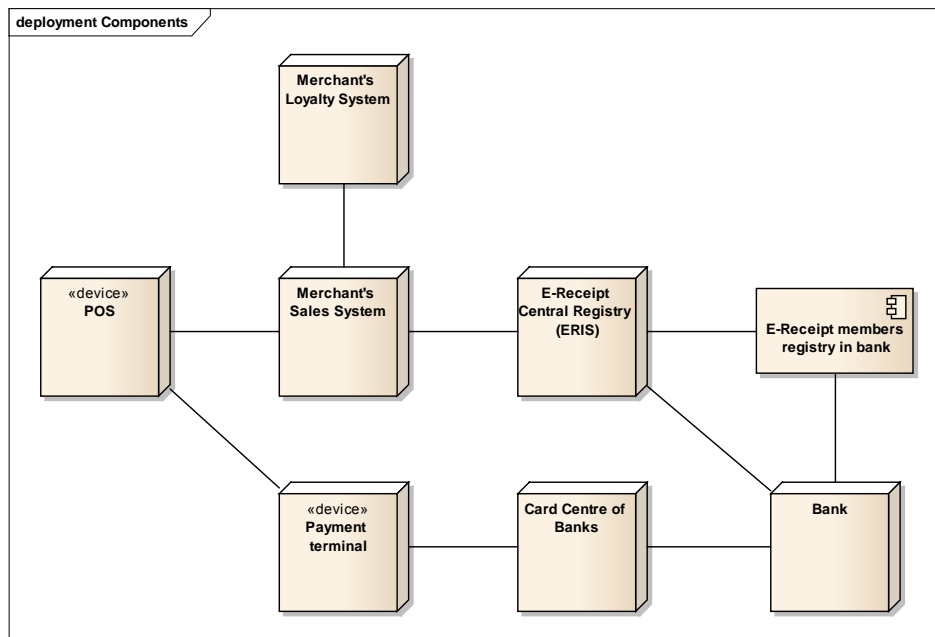 deployment Components
Merchant's
Loyalty System
«device»
POS
Merchant's
Sales System
E-Receipt
Central Registry
(ERIS)
E-Receipt members
registry in bank
«device»
Payment
terminal
Card Centre of
Banks
Bank